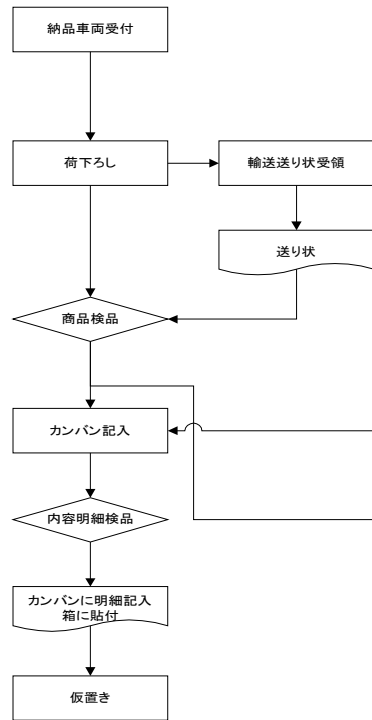 納品車両受付
荷下ろし
輸送送り状受領
送り状
商品検品
カンバン記入
内容明細検品
カンバンに明細記入
箱に貼付
仮置き